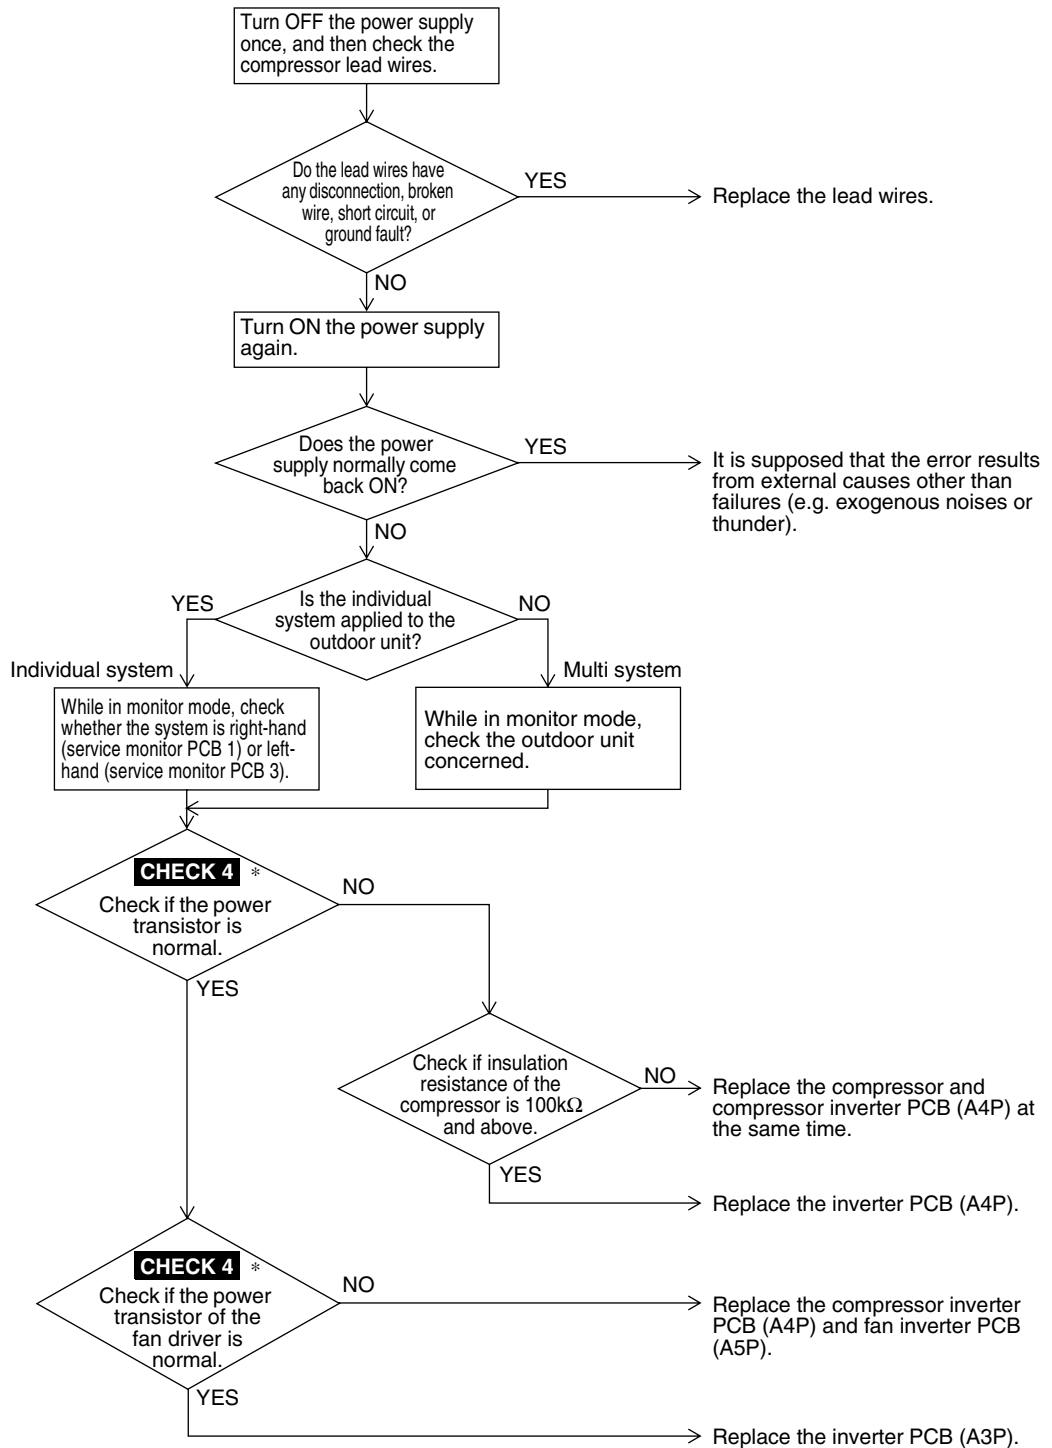 Turn OFF the power supply
once, and then check the
compressor lead wires.
Do the lead wires have
any disconnection, broken
wire, short circuit, or
ground fault?
YES
Replace the lead wires.
NO
Turn ON the power supply
again.
Does the power
supply normally come
back ON?
YES
It is supposed that the error results
from external causes other than
failures (e.g. exogenous noises or
thunder).
NO
Is the individual
system applied to the
outdoor unit?
YES
NO
Individual system
Multi system
While in monitor mode, check
whether the system is right-hand
(service monitor PCB 1) or left-
hand (service monitor PCB 3).
While in monitor mode,
check the outdoor unit
concerned.
CHECK 4 *
Check if the power
transistor is
normal.
NO
YES
Check if insulation
resistance of the
compressor is 100kΩ
and above.
NO
Replace the compressor and
compressor inverter PCB (A4P) at
the same time.
YES
Replace the inverter PCB (A4P).
CHECK 4 *
Check if the power
transistor of the
fan driver is
normal.
NO
Replace the compressor inverter
PCB (A4P) and fan inverter PCB
(A5P).
YES
Replace the inverter PCB (A3P).